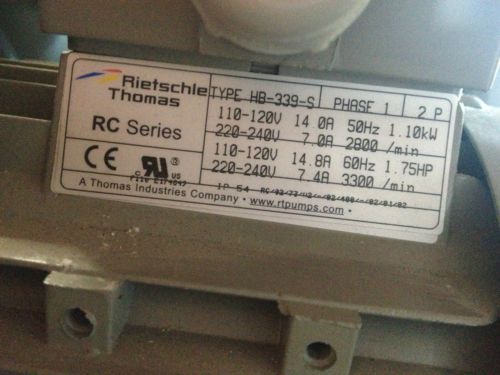 Rietschle
Thomas
RC Series
TYPE HB-339-S PHASE 1 2 P
110-120V 14.0A 50Hz 1.10kW
220-240V 7.0A 2800 /min
110-120V 14.8A 60Hz 1.75HP
220-240V 7.4A 3300 /min
CE
C US
IP 54
A Thomas Industries Company • www.rtpumps.com •